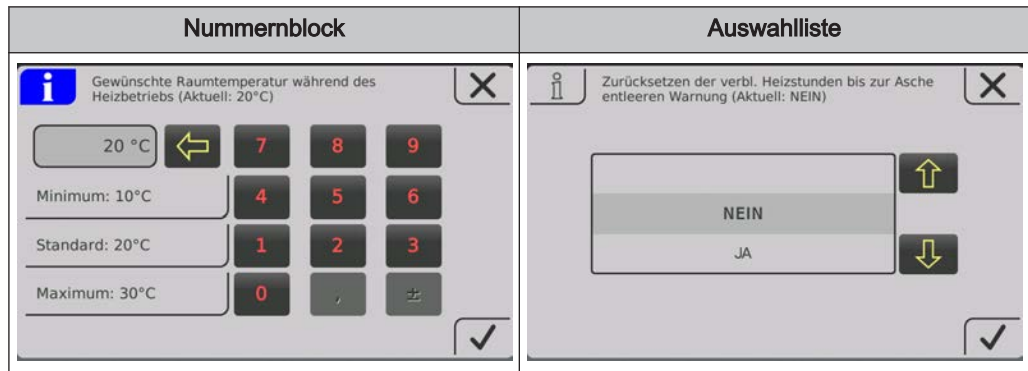 Nummernblock
Auswahlliste
i Gewünschte Raumtemperatur während des
Heizbetriebs (Aktuell: 20°C)
20 °C
7 8 9
Minimum: 10°C
4 5 6
Standard: 20°C
1 2 3
Maximum: 30°C
0 , ±
i Zurücksetzen der verbl. Heizstunden bis zur Asche
entleeren Warnung (Aktuell: NEIN)
NEIN
JA